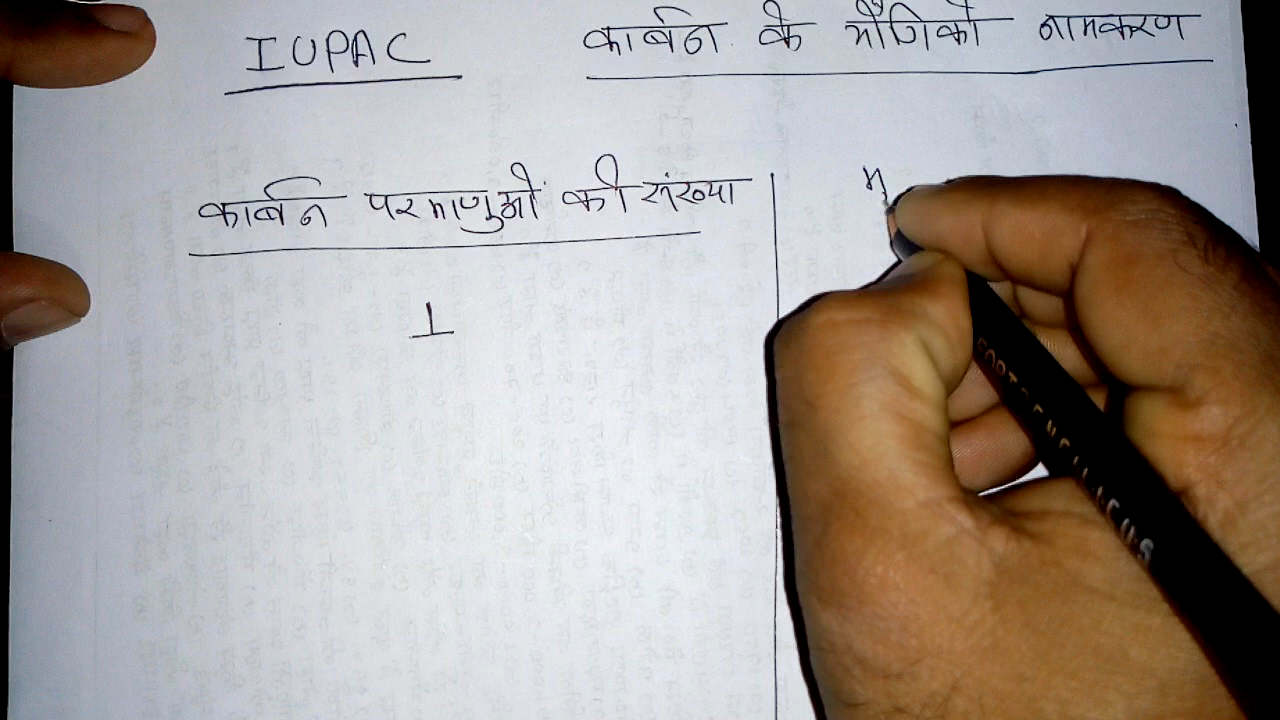 IUPAC कार्बन के यौगिको नामकरण
कार्बन परमाणुओं की संख्या
1